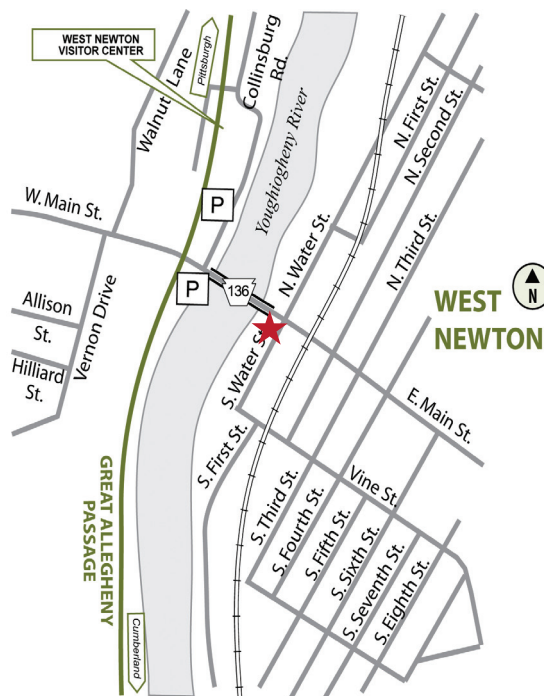 WEST NEWTON
VISITOR CENTER
Pittsburgh
Walnut Lane
Collinsburg
Rd.
Youghiogheny River
N. First St.
N. Second St.
W. Main St.
P
N. Water St.
N. Third St.
P
136
N
WEST
NEWTON
Allison
St.
Vernon Drive
Hilliard
St.
S. Water St.
E. Main St.
S. First St.
Vine St.
GREAT ALLEGHENY
PASSAGE
S. Third St.
S. Fourth St.
S. Fifth St.
S. Sixth St.
S. Seventh St.
S. Eighth St.
Cumberland